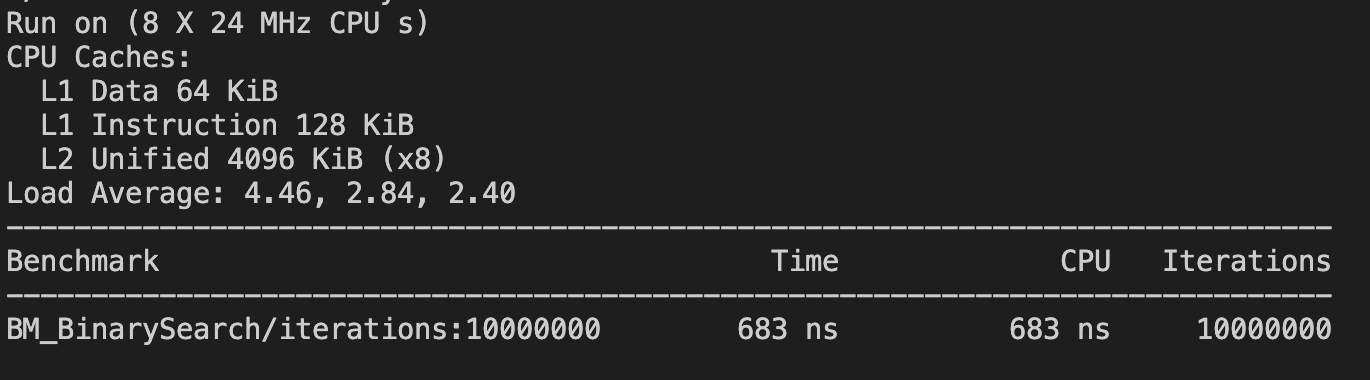 Run on (8 X 24 MHz CPU s)
CPU Caches:
  L1 Data 64 KiB
  L1 Instruction 128 KiB
  L2 Unified 4096 KiB (x8)
Load Average: 4.46, 2.84, 2.40
------------------------------------------------------------------------------
Benchmark                                    Time             CPU   Iterations
------------------------------------------------------------------------------
BM_BinarySearch/iterations:10000000        683 ns          683 ns     10000000